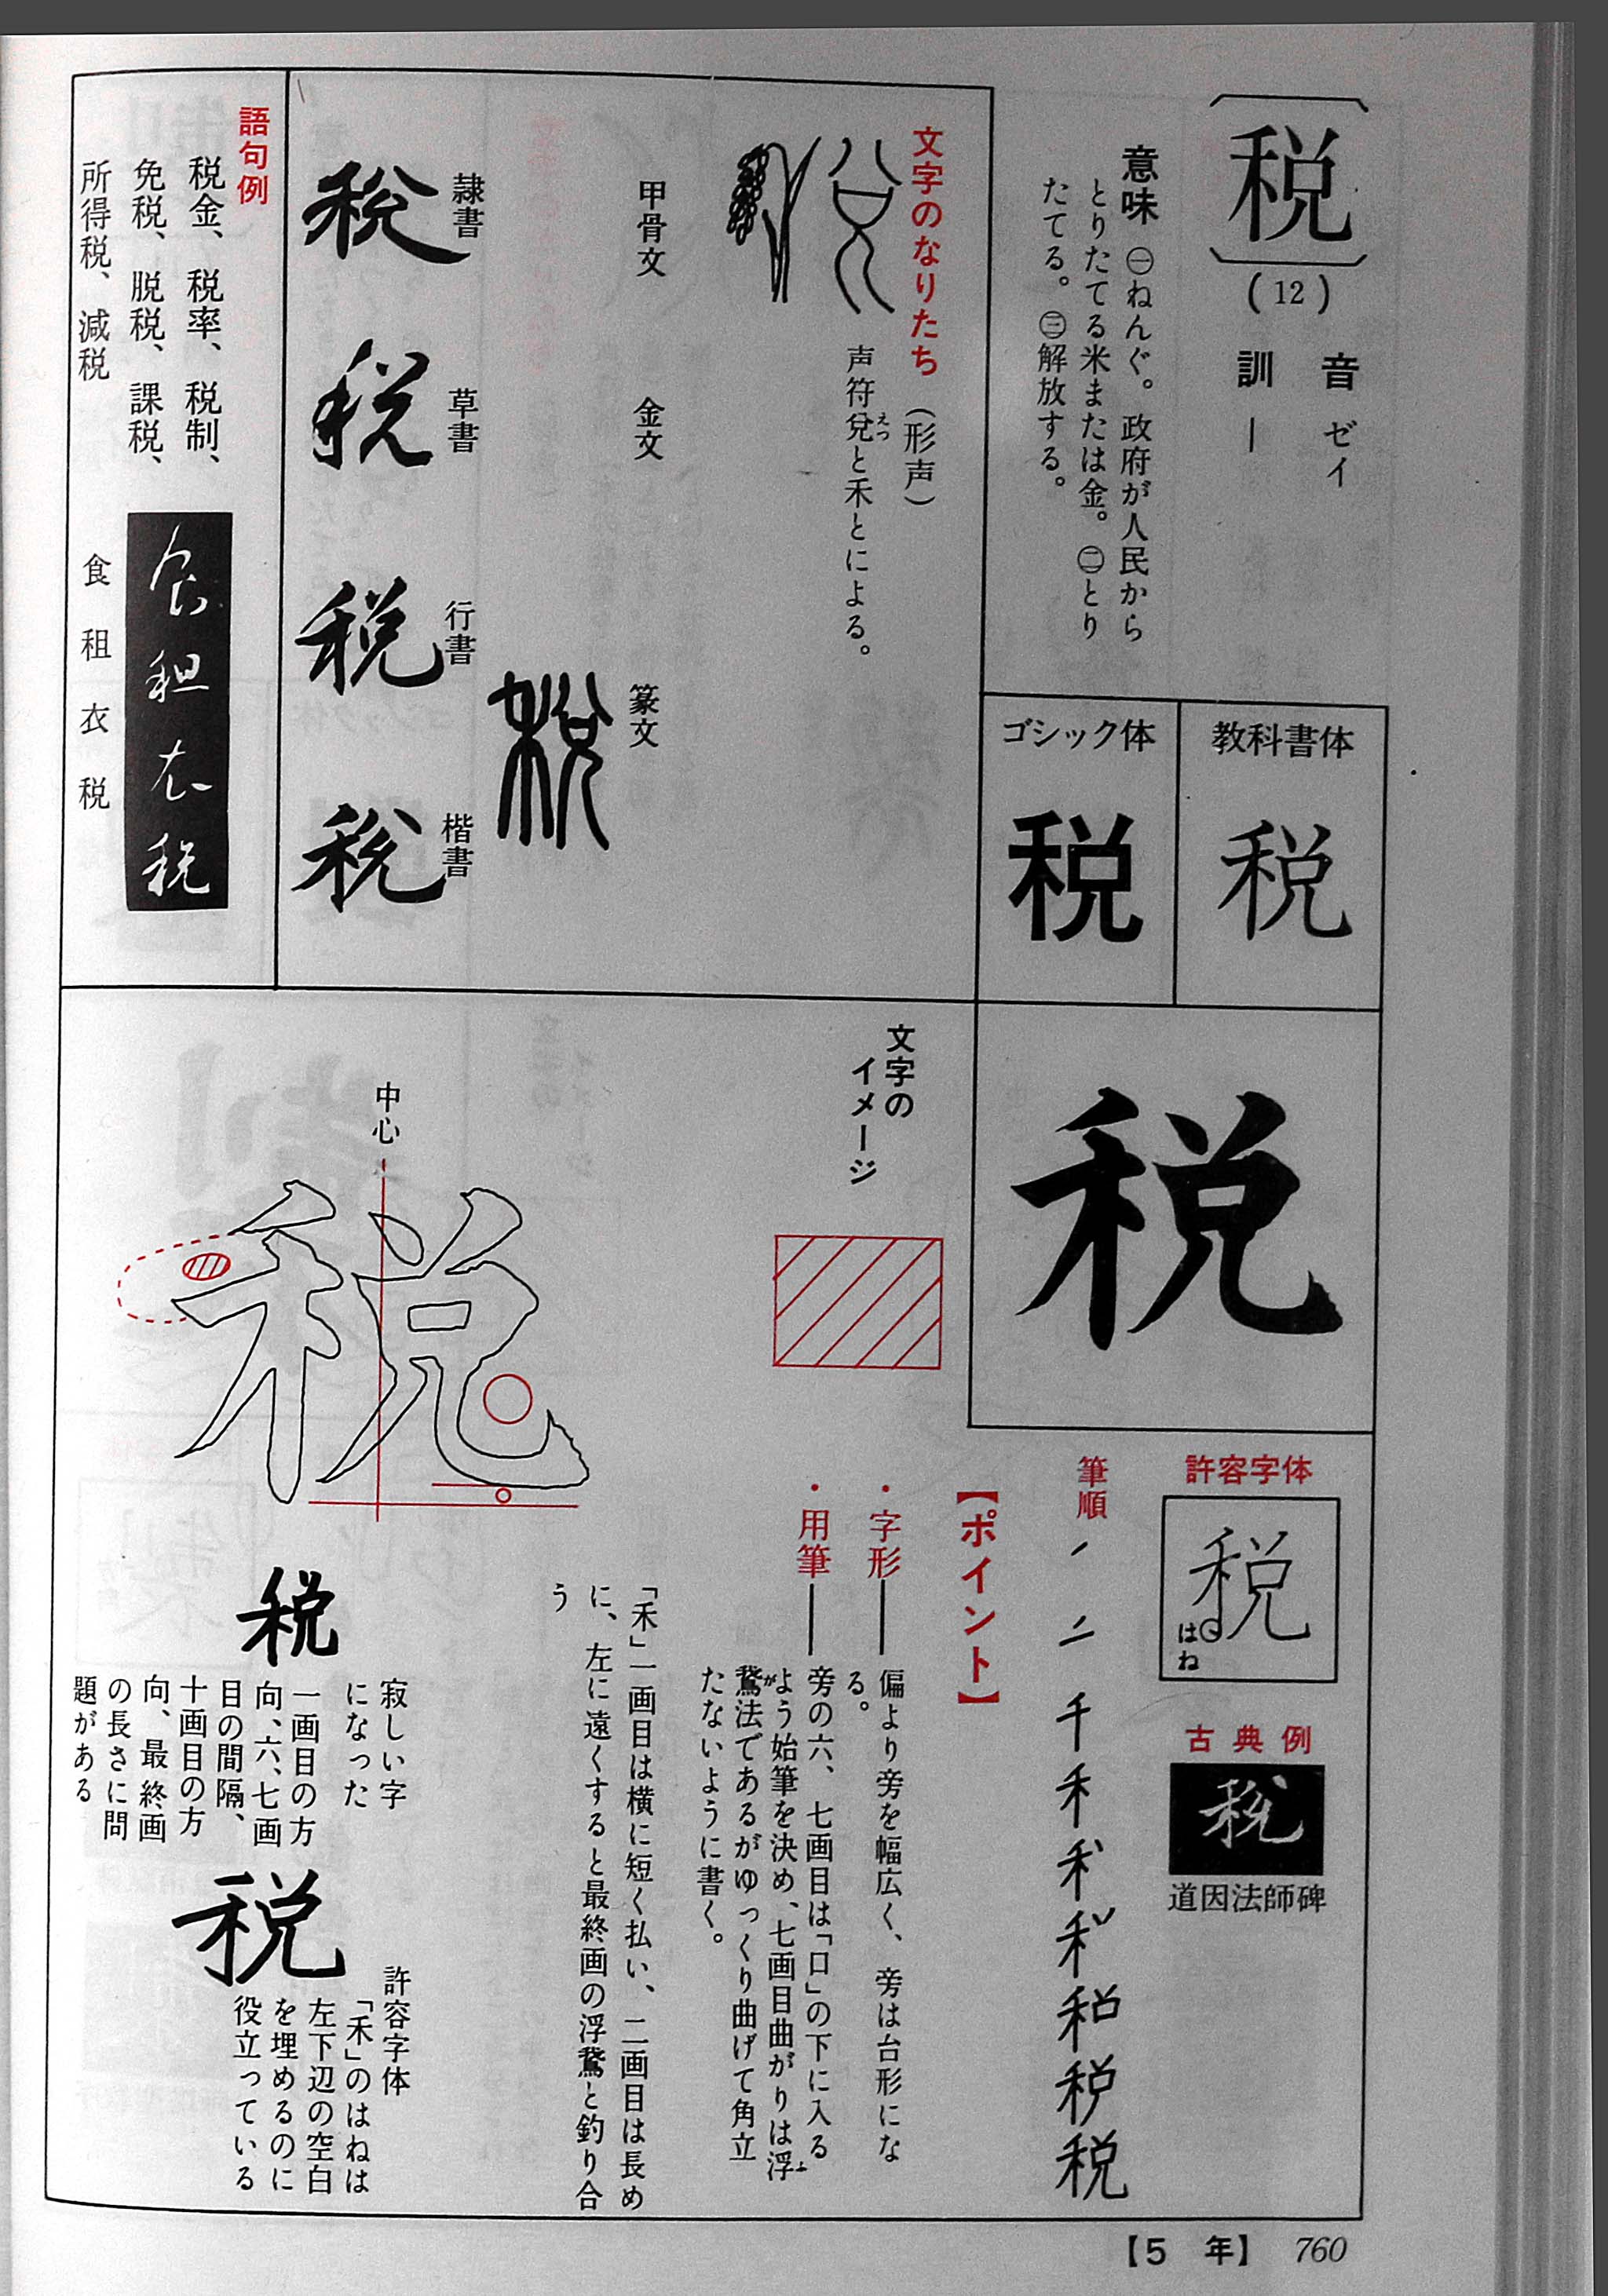 税
(12)
音 ゼイ
訓 ー
意味 ㊀ねんぐ。政府が人民から
とりたてる米または金。㊁とり
たてる。㊂解放する。
教科書体
税
ゴシック体
税
文字のなりたち(形声)
声符兌えつと禾とによる。
甲骨文
金文
篆文
税
隷書
税
草書
税
行書
税
楷書
税
語句例
税金、税率、税制、
免税、脱税、課税、
所得税、減税
食租衣税
食租衣税
税
文字の
イメージ
中心
税
許容字体
税
はね
古典例
税
道因法師碑
筆順
千 禾 税
【ポイント】
・字形――偏より旁を幅広く、旁は台形にな
る。
・用筆――旁の六、七画目は「口」の下に入る
よう始筆を決め、七画目曲がりは浮ふ
鵞が法であるがゆっくり曲げて角立
たないように書く。
「禾」一画目は横に短く払い、二画目は長め
に、左に遠くすると最終画の浮鵞と釣り合
う
税
寂しい字
になった
一画目の方
向、六、七画
目の間隔、
十画目の方
向、最終画
の長さに問
題がある
税
許容字体
「禾」のはねは
左下辺の空白
を埋めるのに
役立っている
【5 年】 760